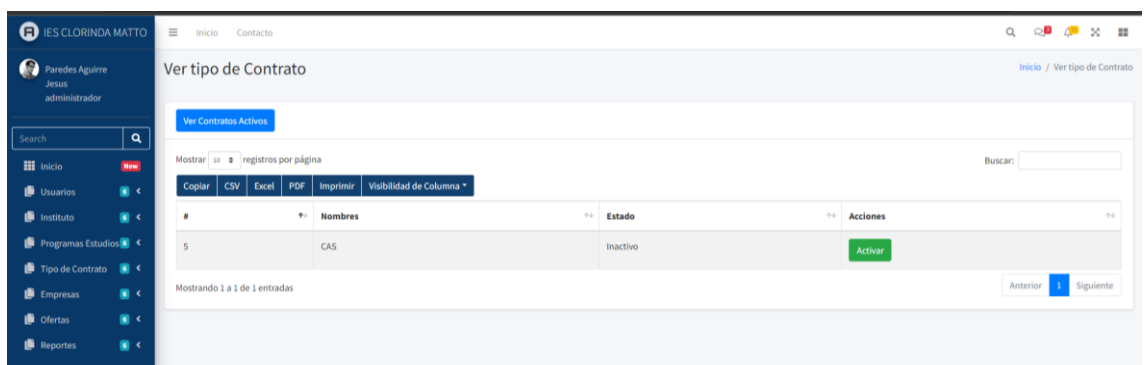 IES CLORINDA MATTO
Inicio Contacto
Paredes Aguirre
Jesus
administrador
Ver tipo de Contrato
Inicio / Ver tipo de Contrato
Search
Ver Contratos Activos
Inicio New
Usuarios
Instituto
Programas Estudios
Tipo de Contrato
Empresas
Ofertas
Reportes
Mostrar 10 registros por página
Buscar:
Copiar CSV Excel PDF Imprimir Visibilidad de Columna
# Nombres Estado Acciones
5 CAS Inactivo Activar
Mostrando 1 a 1 de 1 entradas
Anterior 1 Siguiente